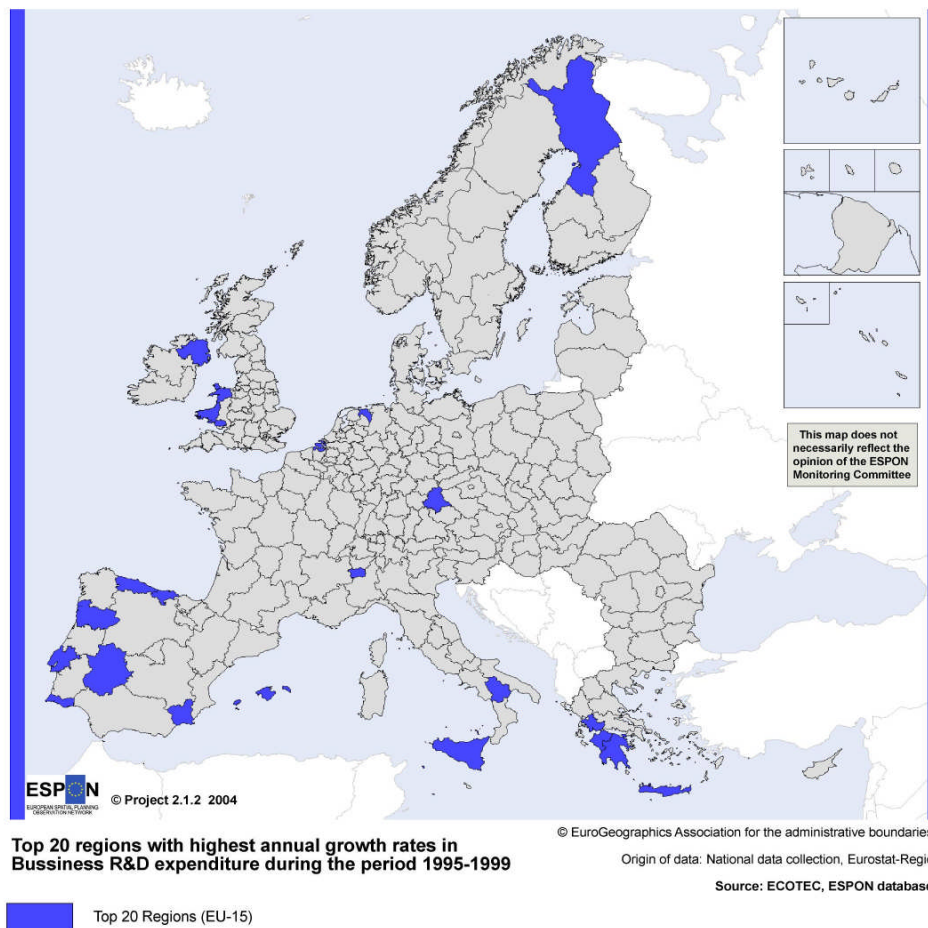 This map does not
necessarily reflect the
opinion of the ESPON
Monitoring Committee
ESPON
EUROPEAN SPATIAL PLANNING
OBSERVATION NETWORK
© Project 2.1.2 2004
Top 20 regions with highest annual growth rates in
Bussiness R&D expenditure during the period 1995-1999
© EuroGeographics Association for the administrative boundaries
Origin of data: National data collection, Eurostat-Regi
Source: ECOTEC, ESPON database
Top 20 Regions (EU-15)